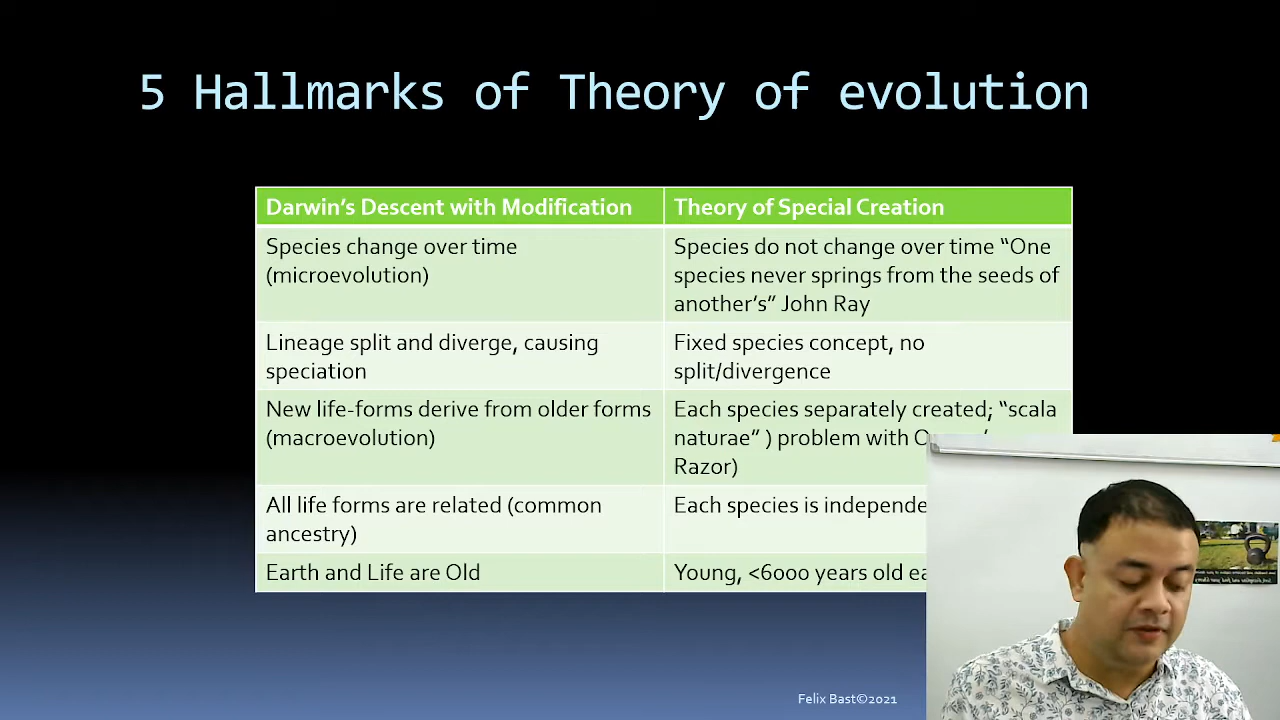 5 Hallmarks of Theory of evolution
Darwin's Descent with Modification
Theory of Special Creation
Species change over time
(microevolution)
Species do not change over time “One
species never springs from the seeds of
another's” John Ray
Lineage split and diverge, causing
speciation
Fixed species concept, no
split/divergence
New life-forms derive from older forms
(macroevolution)
Each species separately created; “scala
naturae” ) problem with
Razor)
All life forms are related (common
ancestry)
Each species is
Earth and Life are Old
Young, <6000 years old
Felix Bast©2021